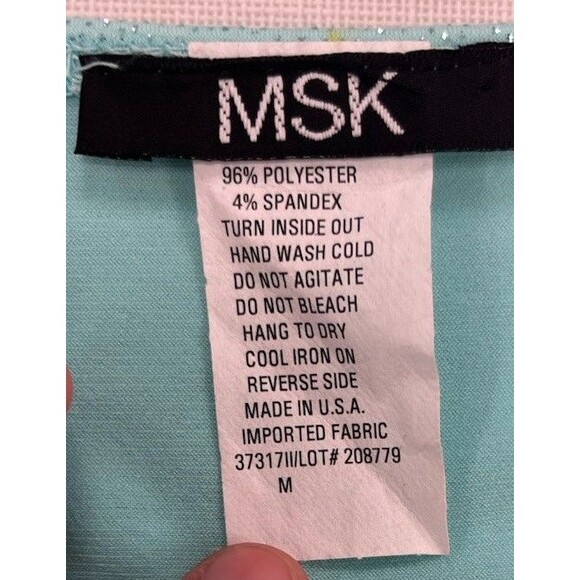 MSK
96% POLYESTER
4% SPANDEX
TURN INSIDE OUT
HAND WASH COLD
DO NOT AGITATE
DO NOT BLEACH
HANG TO DRY
COOL IRON ON
REVERSE SIDE
MADE IN U.S.A.
IMPORTED FABRIC
37317II/LOT# 208779
M